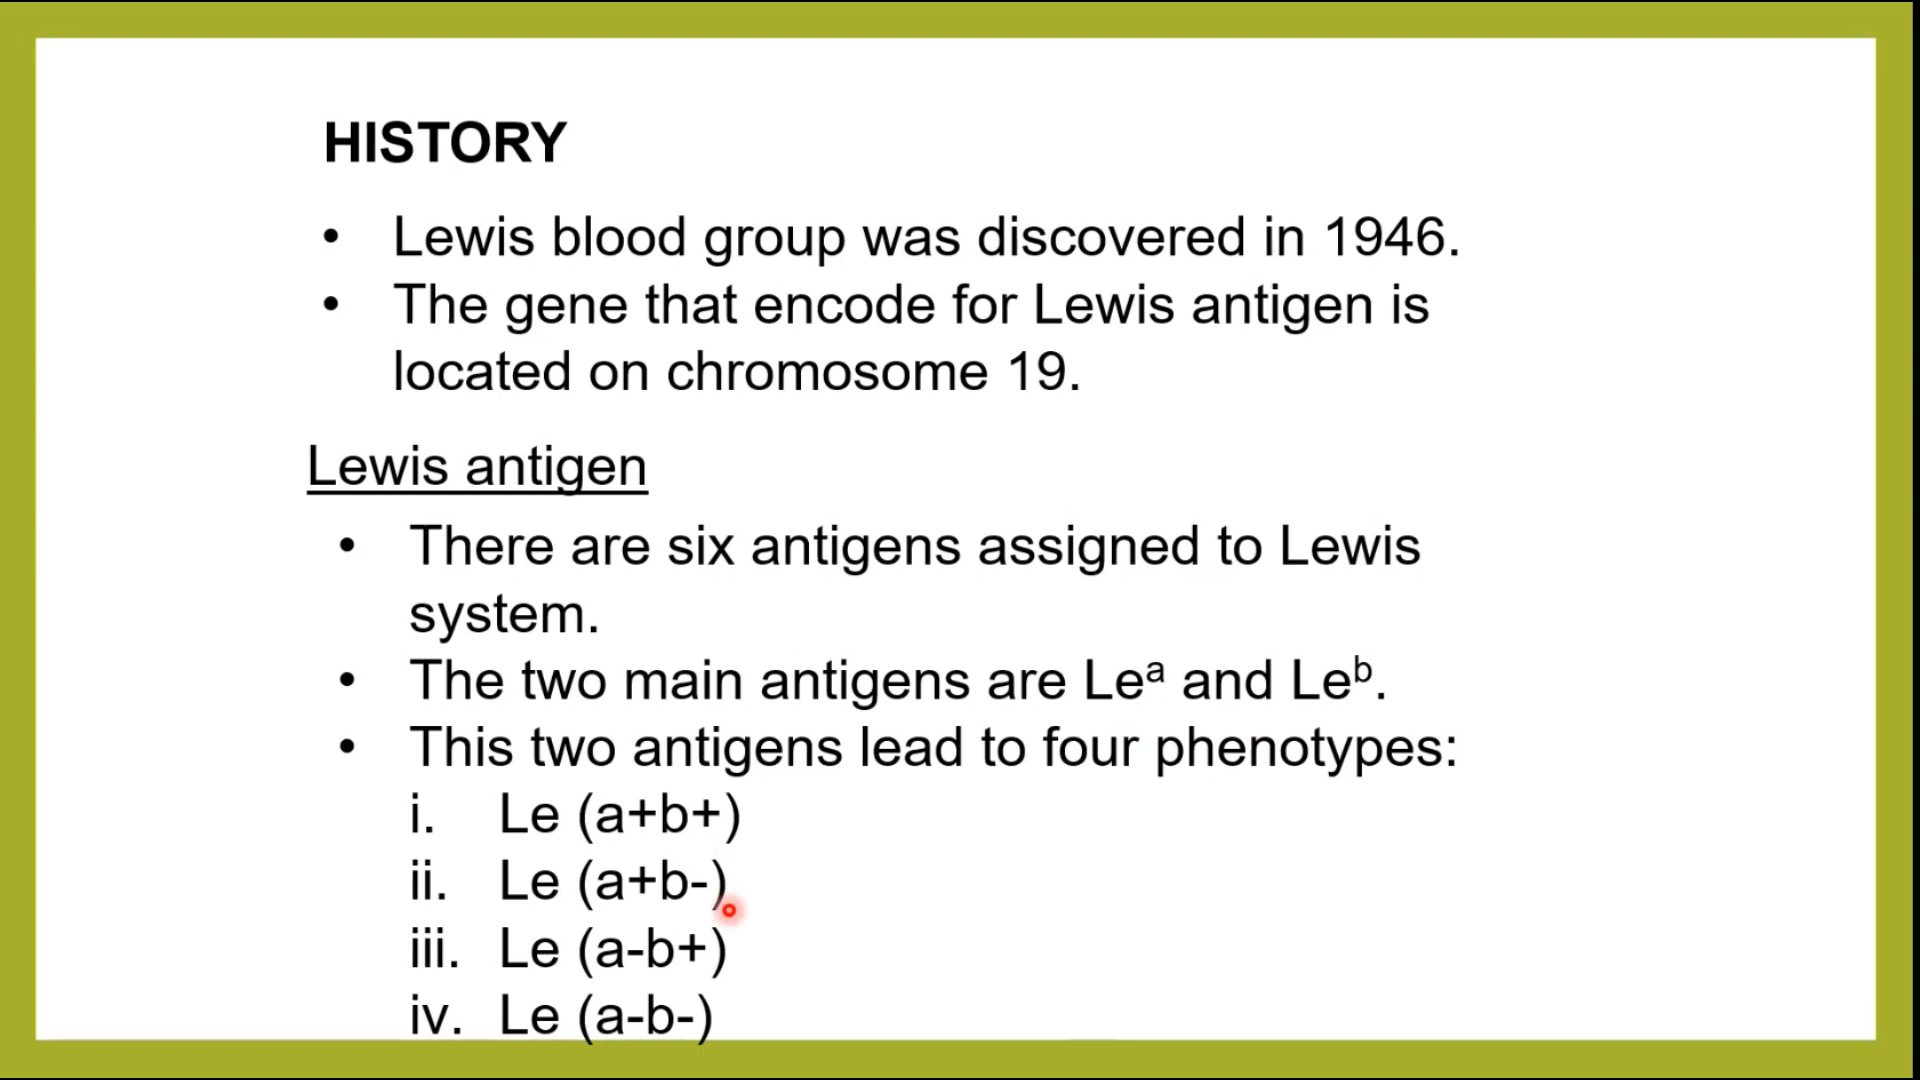 HISTORY
• Lewis blood group was discovered in 1946.
• The gene that encode for Lewis antigen is
located on chromosome 19.
Lewis antigen
• There are six antigens assigned to Lewis
system.
• The two main antigens are Leᵃ and Leᵇ.
• This two antigens lead to four phenotypes:
i. Le (a+b+)
ii. Le (a+b-)
iii. Le (a-b+)
iv. Le (a-b-)